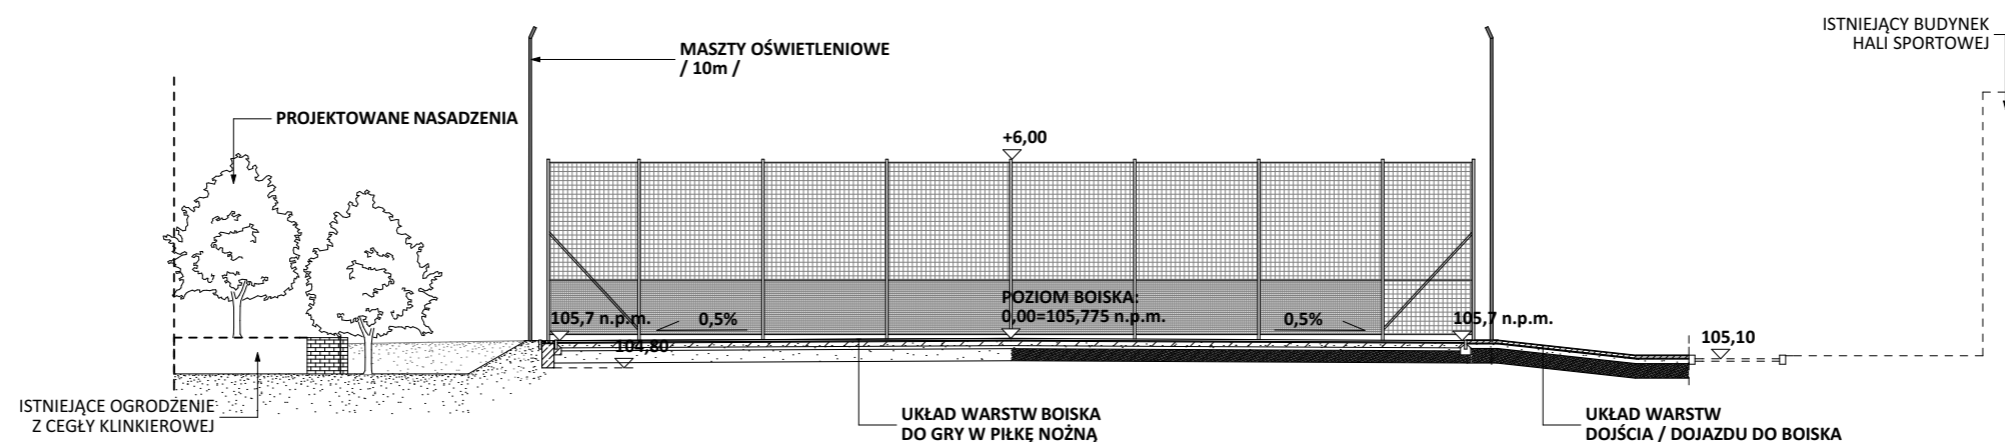 ISTNIEJĄCY BUDYNEK
HALI SPORTOWEJ
MASZTY OŚWIETLENIOWE
/ 10m /
PROJEKTOWANE NASADZENIA
+6,00
POZIOM BOISKA:
0,00=105,775 n.p.m.
105,7 n.p.m.
0,5%
0,5%
105,7 n.p.m.
104,80
105,10
ISTNIEJĄCE OGRODZENIE
Z CEGŁY KLINKIEROWEJ
UKŁAD WARSTW BOISKA
DO GRY W PIŁKĘ NOŻNĄ
UKŁAD WARSTW
DOJŚCIA / DOJAZDU DO BOISKA